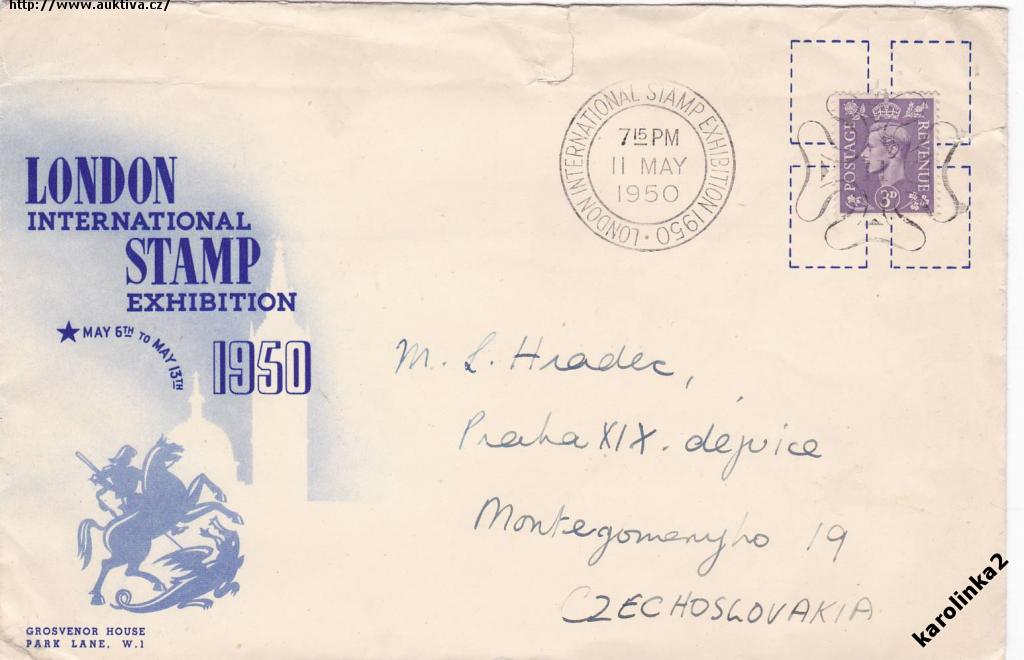 http://www.auktiva.cz/
LONDON
INTERNATIONAL
STAMP
EXHIBITION
★ MAY 6TH TO MAY 13TH
1950
GROSVENOR HOUSE
PARK LANE, W.1
LONDON INTERNATIONAL STAMP EXHIBITION 1950 ·
7 15 PM
11 MAY
1950
POSTAGE
REVENUE
3D
M. L. Hradec,
Praha XIX. dejvice
Montegomeryho 19
CZECHOSLOVAKIA
karolinka2